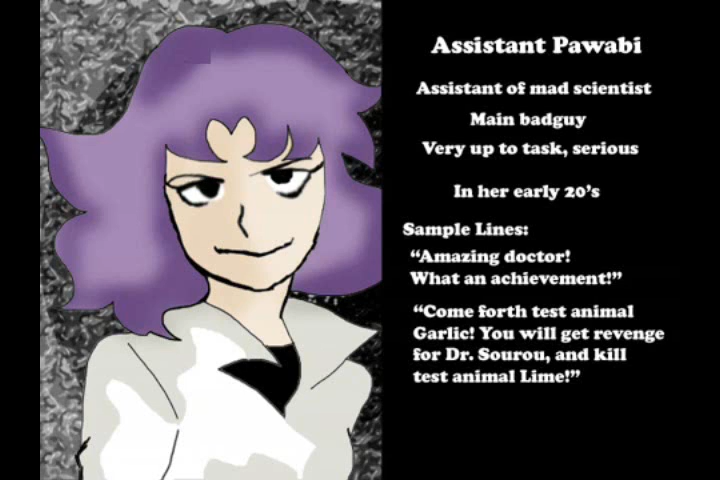 Assistant Pawabi
Assistant of mad scientist
Main badguy
Very up to task, serious
In her early 20's
Sample Lines:
“Amazing doctor!
What an achievement!”
“Come forth test animal
Garlic! You will get revenge
for Dr. Sourou, and kill
test animal Lime!”